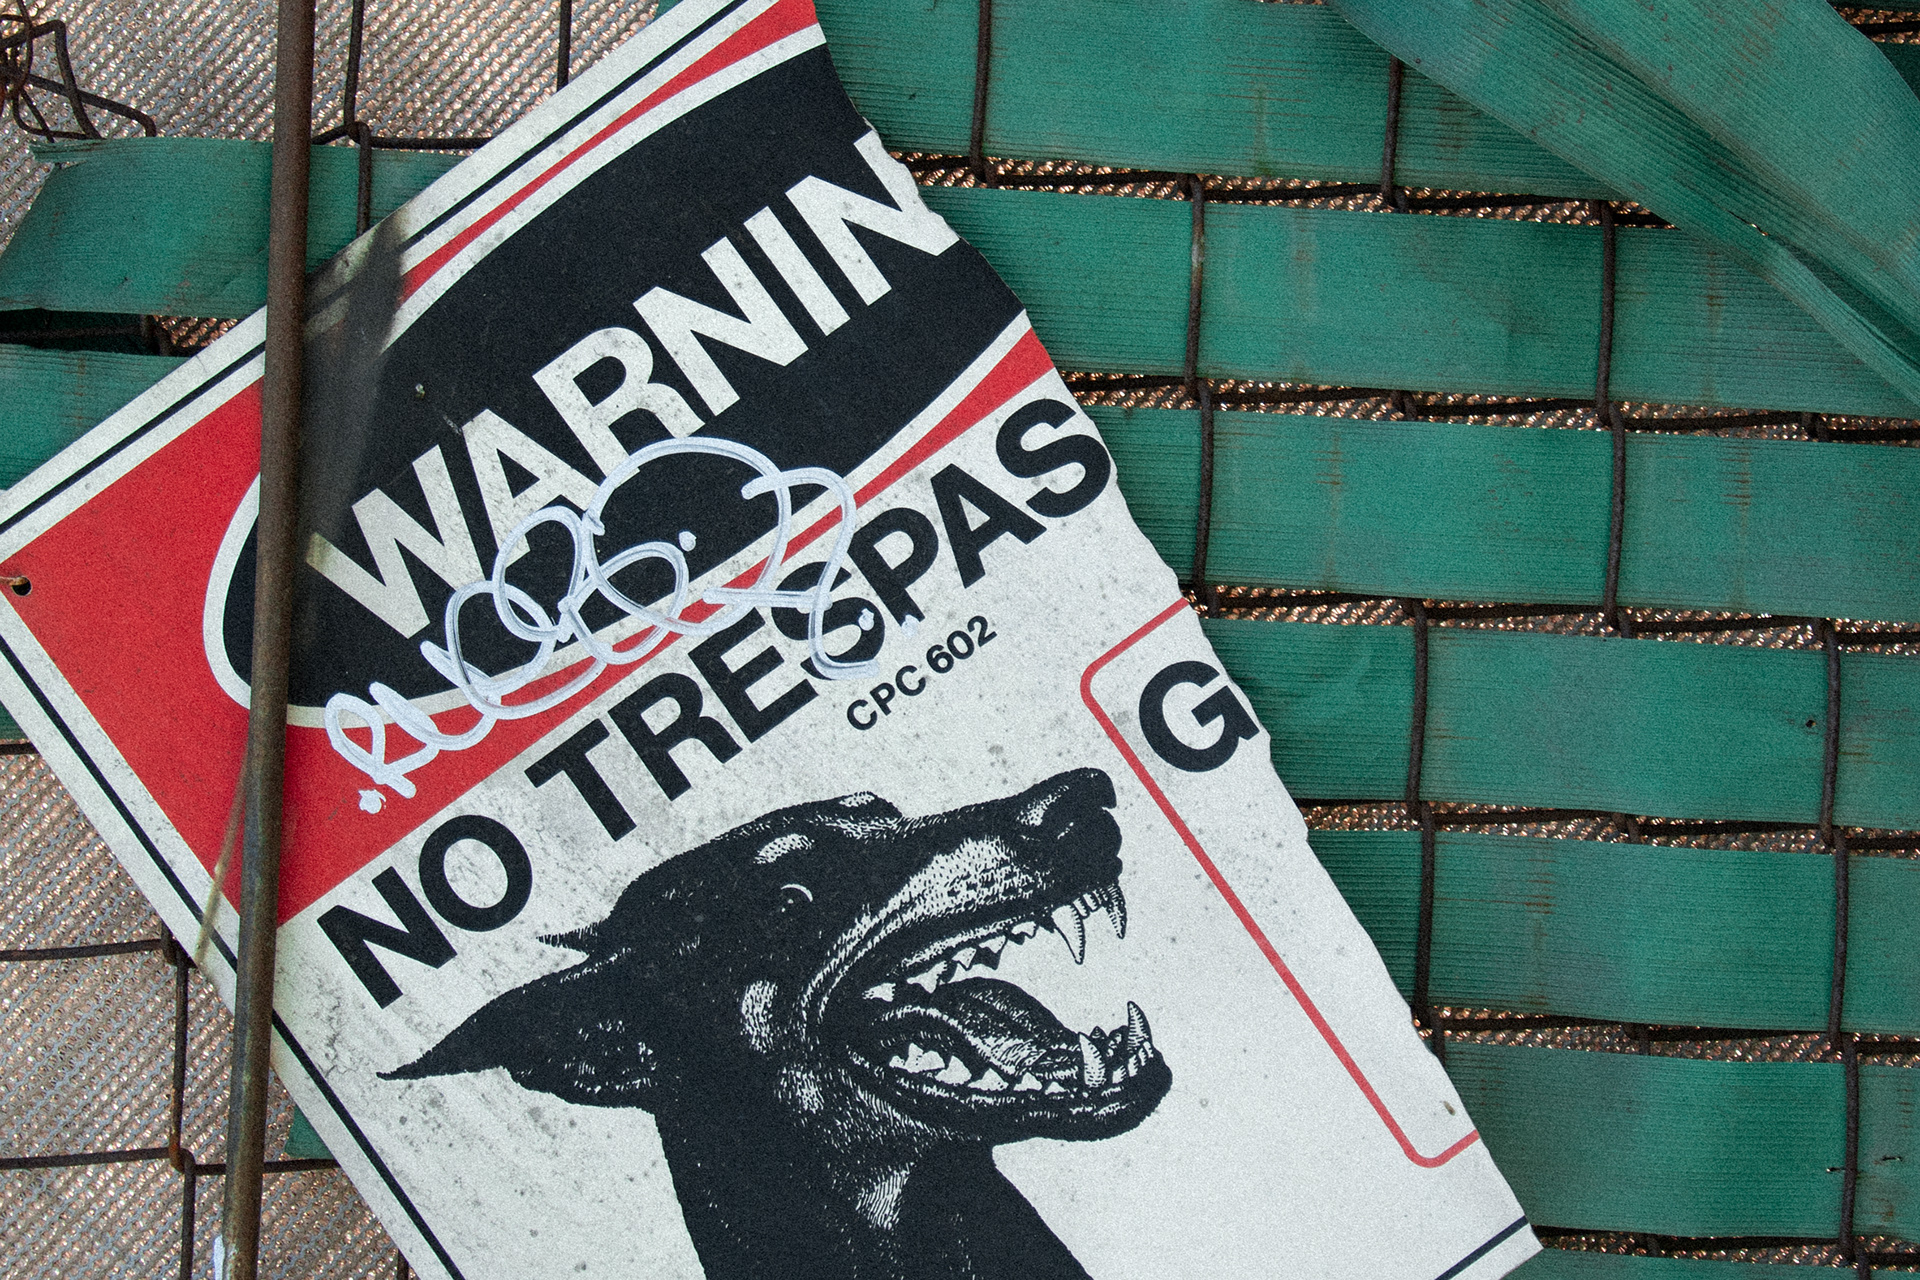 WARNIN
NO TRESPAS
CPC 602
G